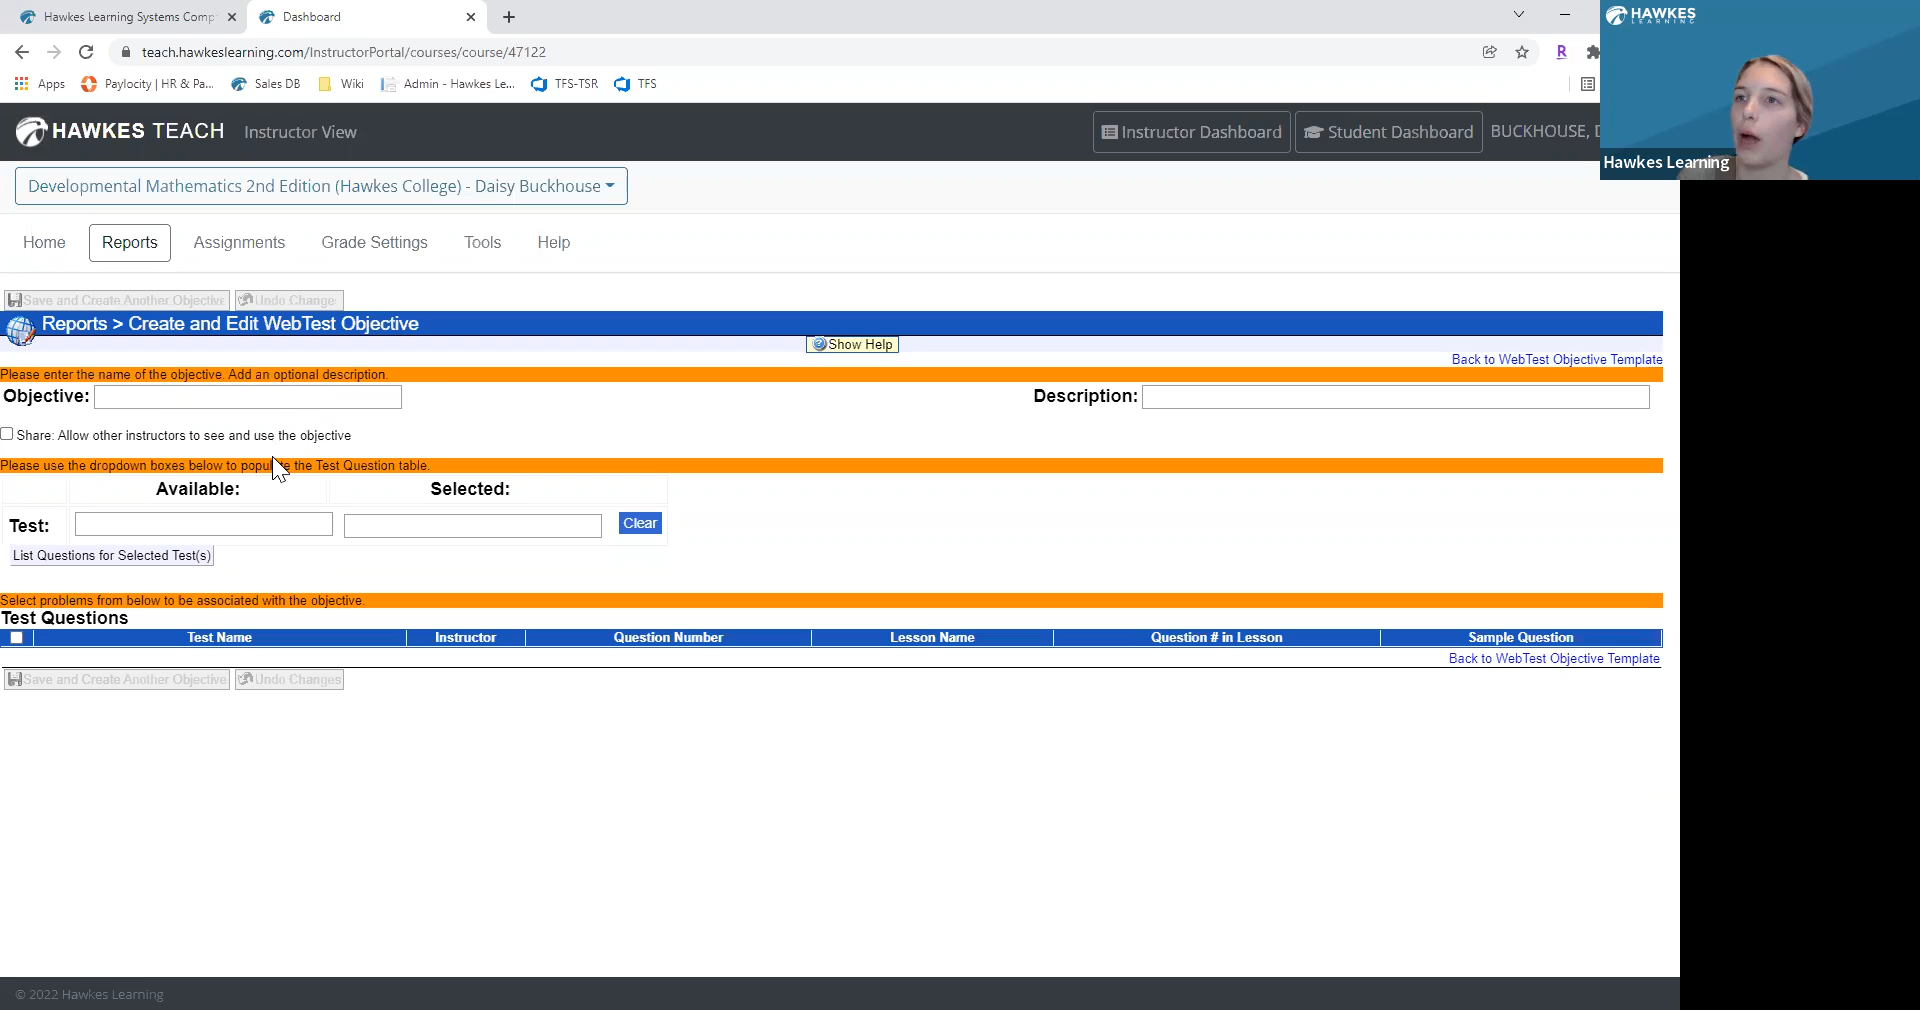 Hawkes Learning Systems Comp
Dashboard
teach.hawkeslearning.com/InstructorPortal/courses/course/47122
R
Apps
Paylocity | HR & Pa...
Sales DB
Wiki
Admin - Hawkes Le...
TFS-TSR
TFS
HAWKES
LEARNING
Hawkes Learning
HAWKES TEACH
Instructor View
Instructor Dashboard
Student Dashboard
BUCKHOUSE, D
Developmental Mathematics 2nd Edition (Hawkes College) - Daisy Buckhouse
Home
Reports
Assignments
Grade Settings
Tools
Help
Save and Create Another Objective
Undo Change
Reports > Create and Edit WebTest Objective
Show Help
Back to WebTest Objective Template
Please enter the name of the objective. Add an optional description.
Objective:
Description:
Share: Allow other instructors to see and use the objective
Please use the dropdown boxes below to populate the Test Question table.
Available:
Selected:
Test:
Clear
List Questions for Selected Test(s)
Select problems from below to be associated with the objective.
Test Questions
Test Name
Instructor
Question Number
Lesson Name
Question # in Lesson
Sample Question
Back to WebTest Objective Template
Save and Create Another Objective
Undo Changes
© 2022 Hawkes Learning